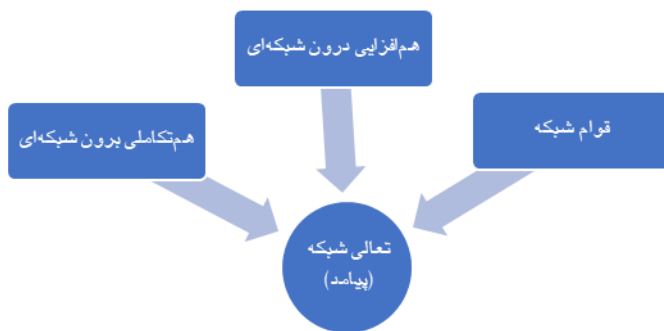 هم‌افزایی درون شبکه‌ای
قوام شبکه
هم‌تکاملی برون شبکه‌ای
تعالی شبکه
(پیامد)